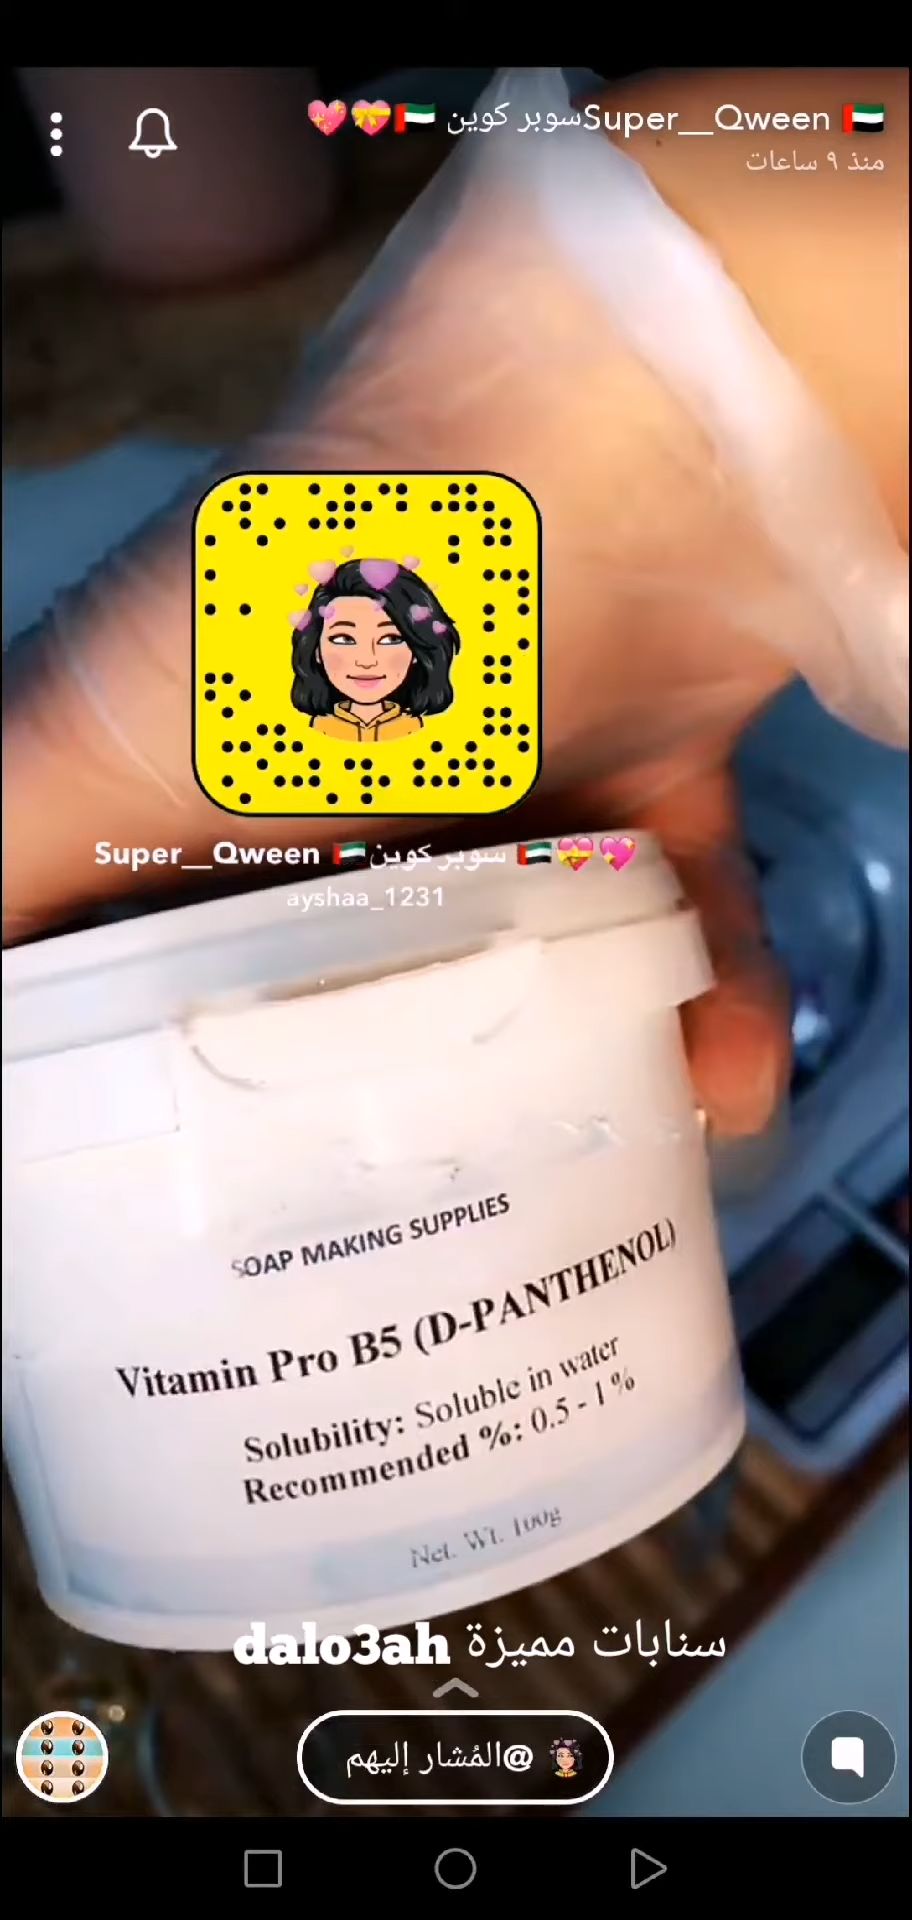 Super__Qween 🇦🇪سوبر كوين 🇦🇪💝💖
منذ ٩ ساعات
Super__Qween 🇦🇪سوبر كوين 🇦🇪💝💖
ayshaa_1231
SOAP MAKING SUPPLIES
Vitamin Pro B5 (D-PANTHENOL)
Solubility: Soluble in water
Recommended %: 0.5 - 1%
Net. Wt. 100g
سنابات مميزة dalo3ah
@المُشار إليهم